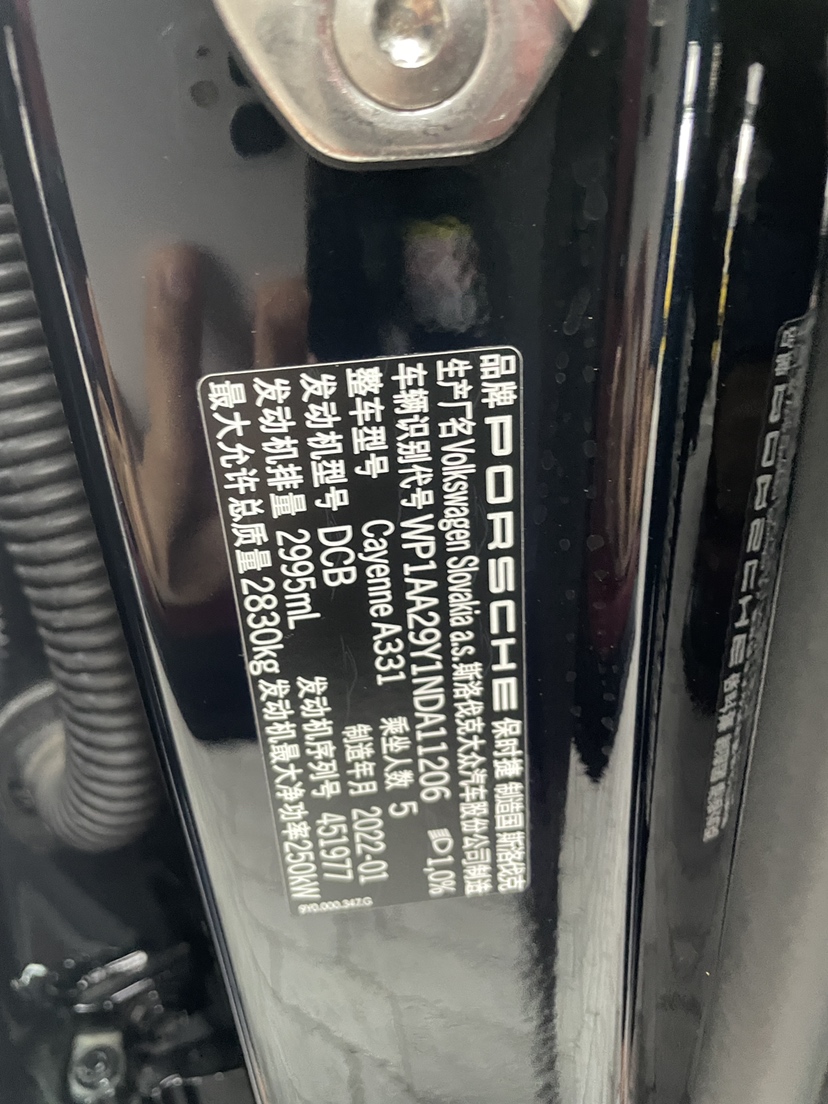 品牌 PORSCHE 保时捷 制造国 斯洛伐克
生产厂名 Volkswagen Slovakia a.s. 斯洛伐克大众汽车股份公司制造
车辆识别代号 WP1AA29Y1NDA11206 1,0%
整车型号 Cayenne A331 乘坐人数 5
发动机型号 DCB 制造年月 2022-01
发动机排量 2995mL 发动机序列号 451977
最大允许总质量 2830kg 发动机最大净功率250kW
9Y0.000.347.G